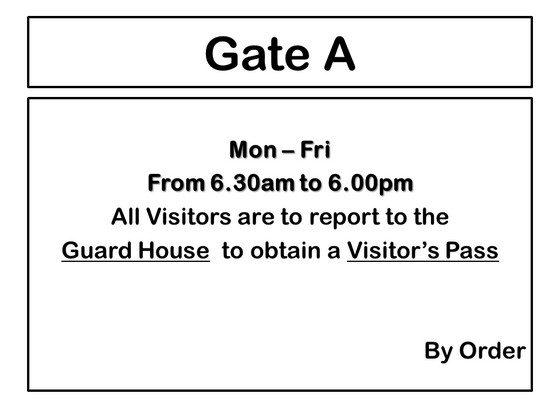 Gate A
Mon – Fri
From 6.30am to 6.00pm
All Visitors are to report to the
Guard House to obtain a Visitor’s Pass
By Order